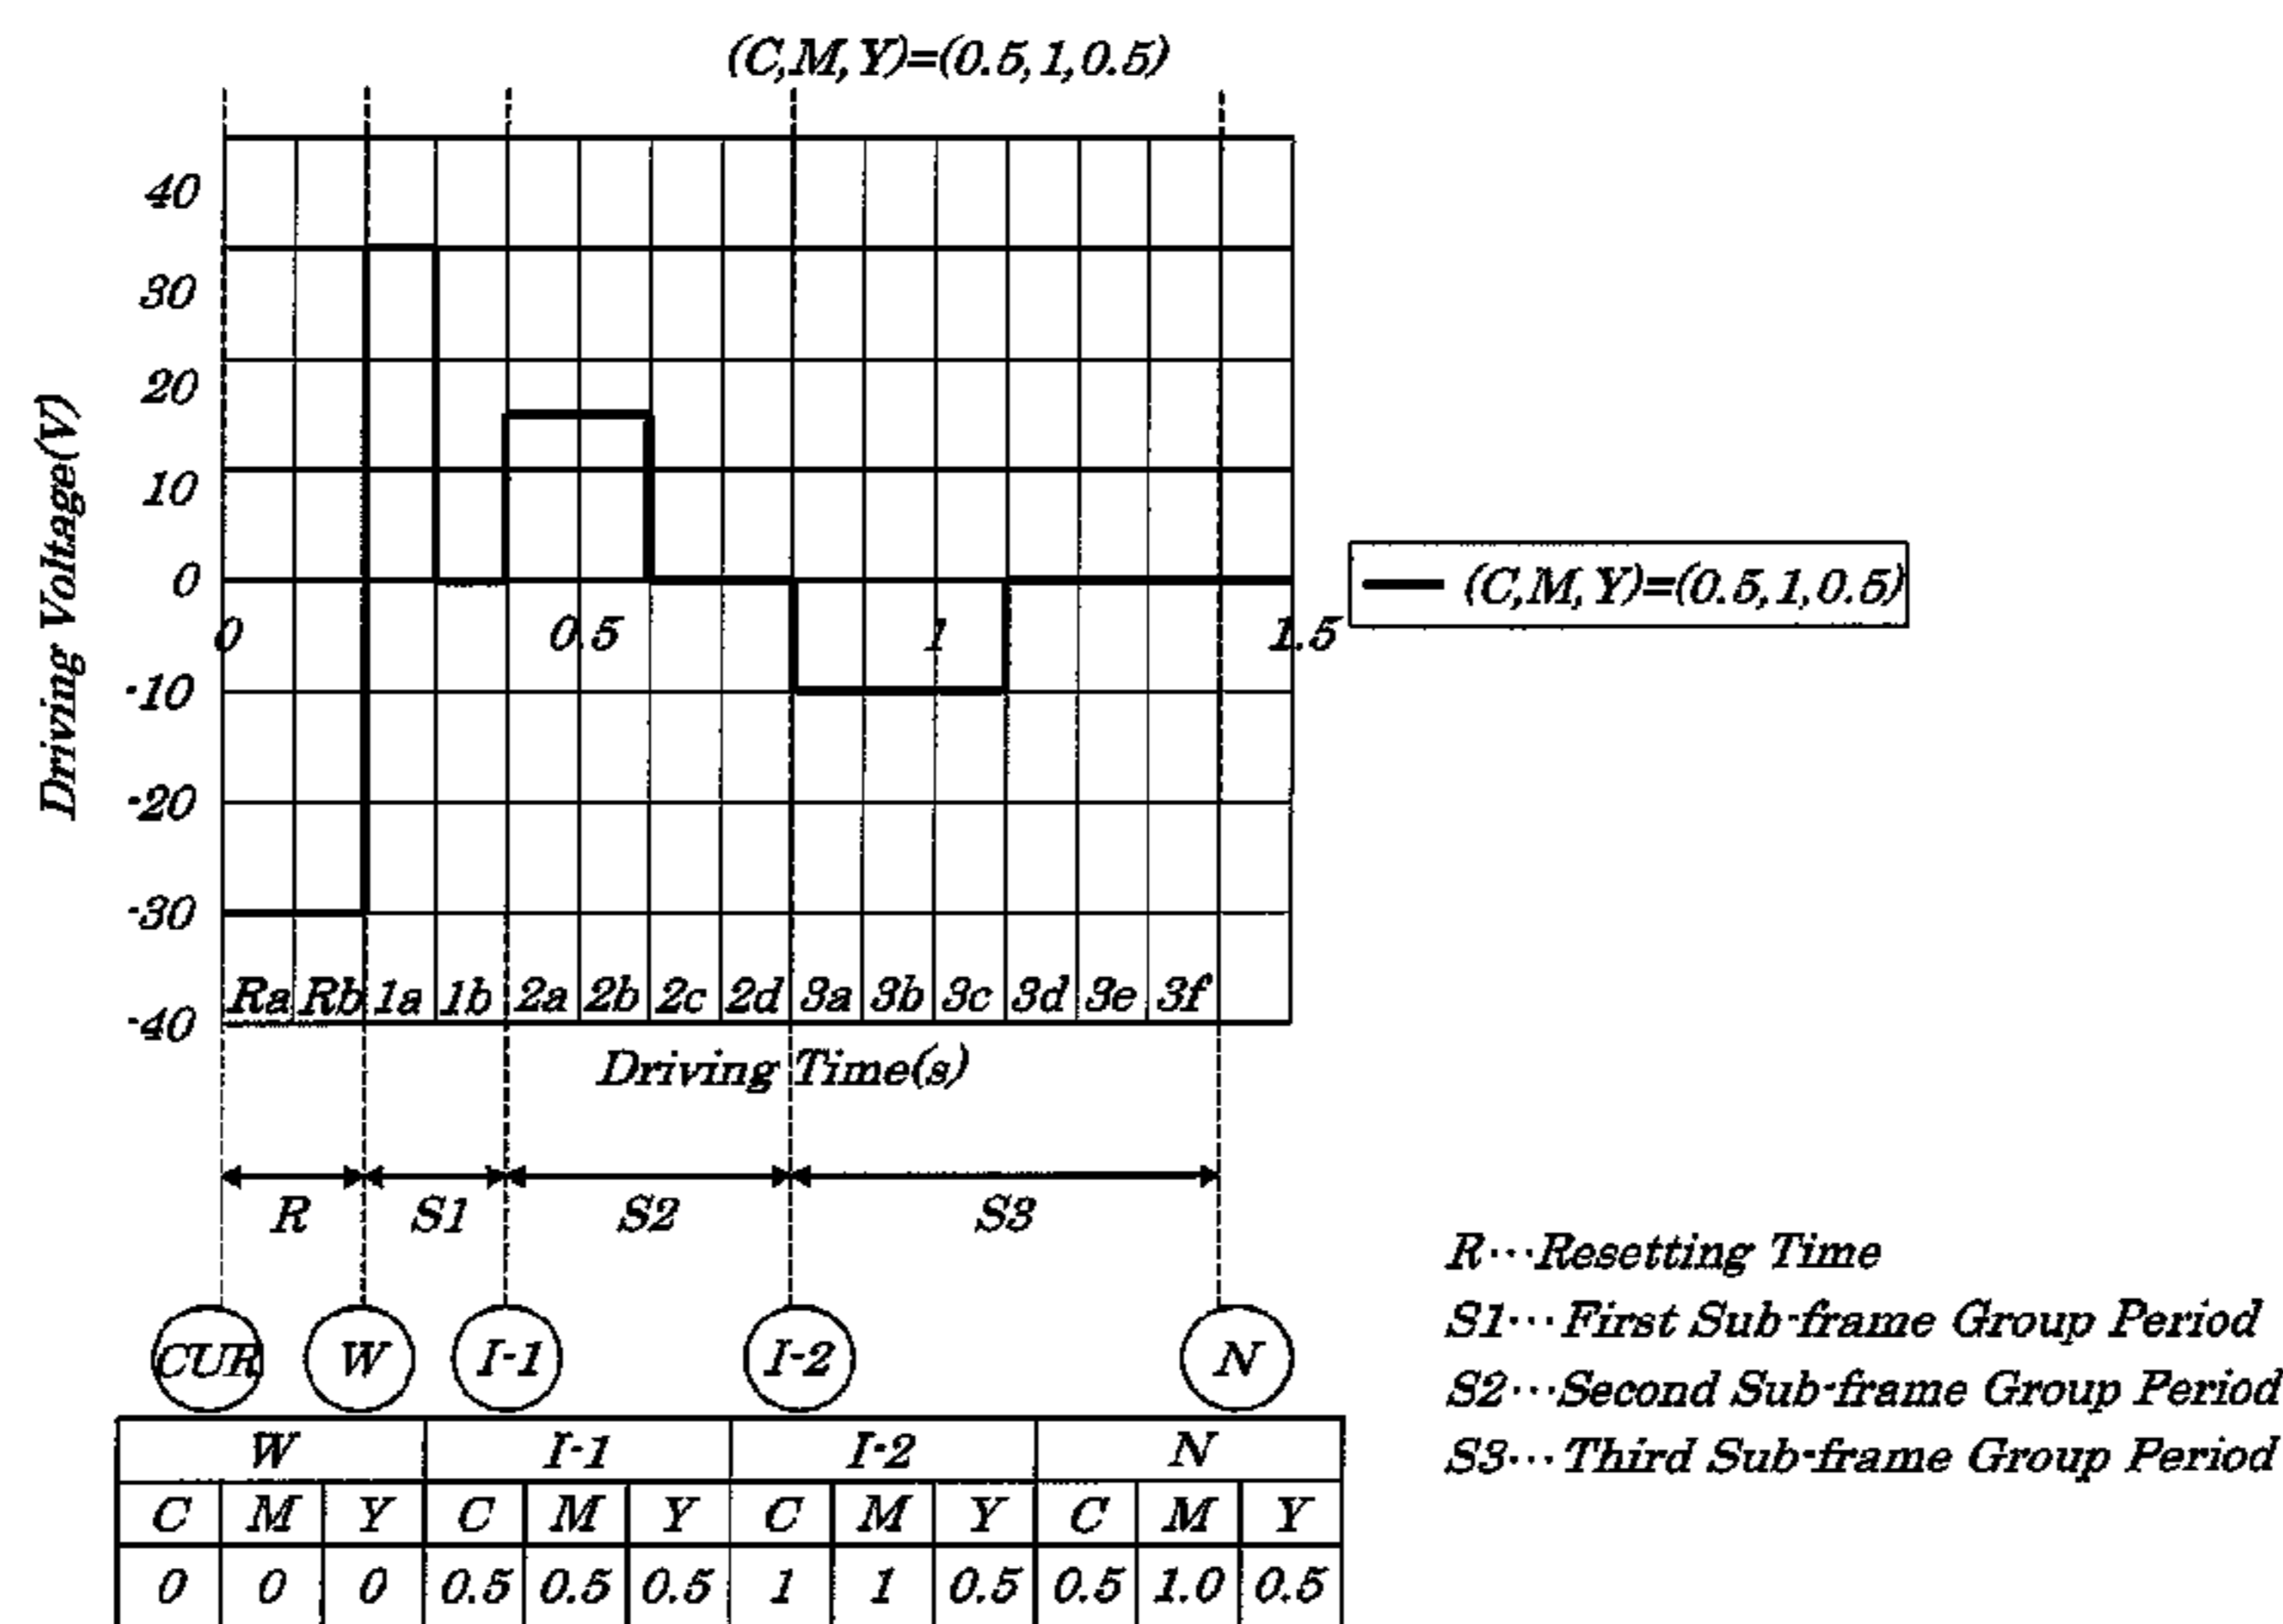 (C,M,Y)=(0.5,1,0.5)
40
30
20
10
0
-10
-20
-30
-40
Driving Voltage(V)
0 0.5 1 1.5
(C,M,Y)=(0.5,1,0.5)
Ra Rb 1a 1b 2a 2b 2c 2d 3a 3b 3c 3d 3e 3f
Driving Time(s)
R S1 S2 S3
CUR W I-1 I-2 N
W I-1 I-2 N
C M Y C M Y C M Y C M Y
0 0 0 0.5 0.5 0.5 1 1 0.5 0.5 1.0 0.5
R···Resetting Time
S1···First Sub-frame Group Period
S2···Second Sub-frame Group Period
S3···Third Sub-frame Group Period